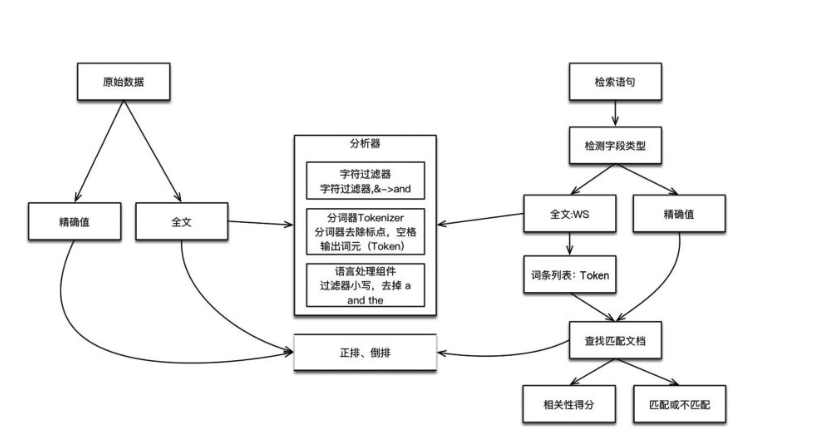 原始数据
精确值
全文
分析器
字符过滤器
字符过滤器,&->and
分词器Tokenizer
分词器去除标点，空格
输出词元（Token）
语言处理组件
过滤器小写，去掉 a
and the
正排、倒排
检索语句
检测字段类型
全文:WS
精确值
词条列表：Token
查找匹配文档
相关性得分
匹配或不匹配